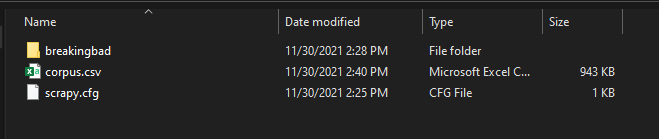 Name Date modified Type Size
breakingbad 11/30/2021 2:28 PM File folder
corpus.csv 11/30/2021 2:40 PM Microsoft Excel C... 943 KB
scrapy.cfg 11/30/2021 2:25 PM CFG File 1 KB